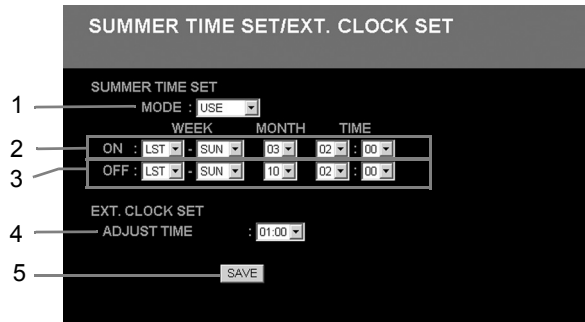 SUMMER TIME SET/EXT. CLOCK SET
SUMMER TIME SET
1 MODE : USE
WEEK MONTH TIME
2 ON : LST - SUN 03 02 : 00
3 OFF : LST - SUN 10 02 : 00
EXT. CLOCK SET
4 ADJUST TIME : 01:00
5 SAVE